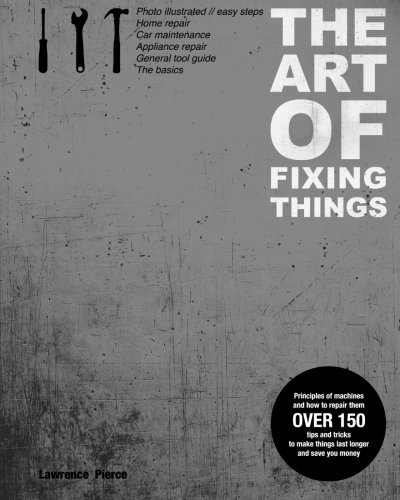 Photo illustrated // easy steps
Home repair
Car maintenance
Appliance repair
General tool guide
The basics
THE
ART
OF
FIXING
THINGS
Principles of machines
and how to repair them
OVER 150
tips and tricks
to make things last longer
and save you money
Lawrence Pierce